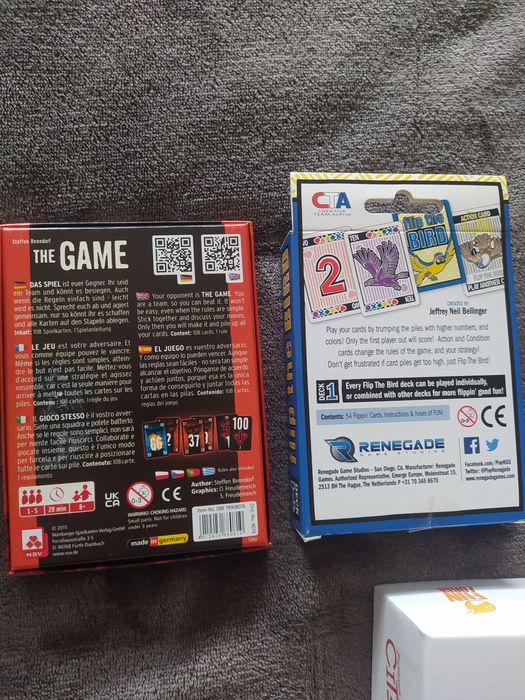 Steffen Benndorf
THE GAME
DAS SPIEL ist euer Gegner. Ihr seid
ein Team und könnt es besiegen. Auch
wenn die Regeln einfach sind - leicht
wird es nicht. Sprecht euch ab und agiert
gemeinsam, nur so könnt ihr es schaffen
und alle Karten auf den Stapeln ablegen.
Inhalt: 108 Spielkarten, 1 Spielanleitung
Your opponent is THE GAME. You
are a team. So you can beat it. It won't
be easy, even when the rules are simple.
Stick together and discuss your moves.
Only then you will make it and pile up all
your cards. Content: 108 cards, 1 rule
LE JEU est votre adversaire. Et
vous comme équipe pouvez le vaincre.
Même si les règles sont simples, attein-
dre le but n'est pas facile. Mettez-vous
d'accord sur une stratégie et agissez
ensemble, car c'est la seule manière pour
arriver à mettre toutes les cartes sur les
piles. Contenu: 108 cartes, 1 règle du jeu
EL JUEGO es vuestro adversario.
Y como equipo lo pueden vencer. Aunque
las reglas sean fáciles - no será tan simple
alcanzar el objetivo. Pónganse de acuerdo
y actúen juntos, porque esa es la única
forma de conseguirlo y juntar todas las
cartas en las pilas. Contenido: 108 cartas,
reglas del juego
IL GIOCO STESSO è il vostro avver-
sario. Siete una squadra e potete batterlo.
Anche se le regole sono semplici, non sarà
per niente facile riuscirci. Collaborate e
giocate insieme, questo è l'unico modo
per farcela e per riuscire a posizionare
tutte le carte sui pile. Contenuto: 108 carte,
66
2
37
100
Rules also included.
1-5
20 min
8+
UK
CA
0-3
Autor: Steffen Benndorf
Graphics: O. Freudenreich
S. Freudenreich
© 2015
Nürnberger-Spielkarten-Verlag GmbH
Forsthausstraße 3-5
D. 90768 Fürth-Dambach
NSV
WARNING! CHOKING HAZARD
Small parts. Not for children
under 3 years.
made in germany
CTA
CREATIVE
TEAM ALPHA
TEN
2
TEN
flip the
BIRD
ACTION CARD
FLIP THE BIRD
PLAY ANOTHER C
CREATED BY
Jeffrey Neil Bellinger
Play your cards by trumping the piles with higher numbers,
and colors! Only the first player out will score! Action and Condition
cards change the rules of the game, and your strategy!
Don't get frustrated if card piles get too high, just Flip The Bird!
DECK 1
Every Flip The Bird deck can be played individually,
or combined with other decks for more flippin' good fun!
Contents: 54 Flippin' Cards, Instructions & hours of FUN!
0-3
RENEGADE
GAME STUDIOS
Renegade Game Studios - San Diego, CA. Manufacturer: Renegade
Games. Authorized Representative: Emergo Europe, Molenstraat 15,
2513 BH The Hague, The Netherlands P +31 70 345 8570
Facebook.com/PlayRGS
Twitter: @PlayRenegade
www.renegadegames.com